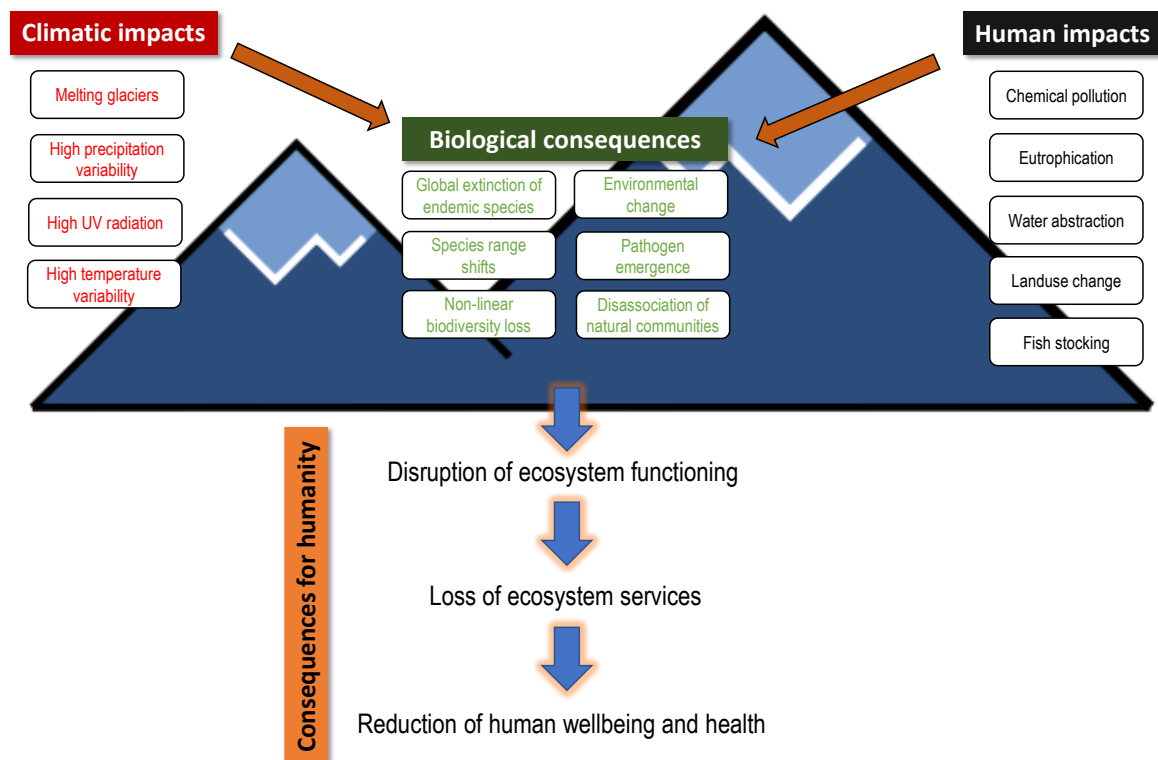 Climatic impacts
Melting glaciers
High precipitation
variability
High UV radiation
High temperature
variability
Human impacts
Chemical pollution
Eutrophication
Water abstraction
Landuse change
Fish stocking
Biological consequences
Global extinction of
endemic species
Environmental
change
Species range
shifts
Pathogen
emergence
Non-linear
biodiversity loss
Disassociation of
natural communities
Consequences for humanity
Disruption of ecosystem functioning
Loss of ecosystem services
Reduction of human wellbeing and health